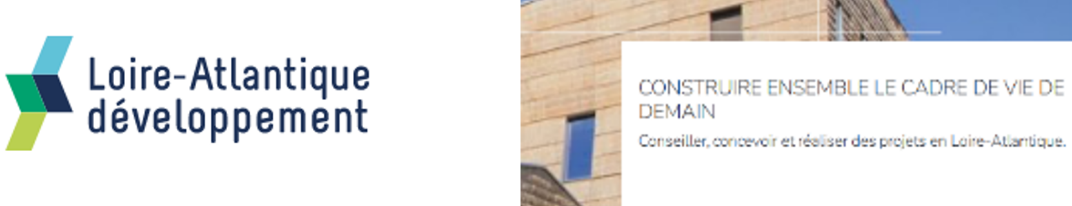 Loire-Atlantique
développement
CONSTRUIRE ENSEMBLE LE CADRE DE VIE DE
DEMAIN
Conseiller, concevoir et réaliser des projets en Loire-Atlantique.